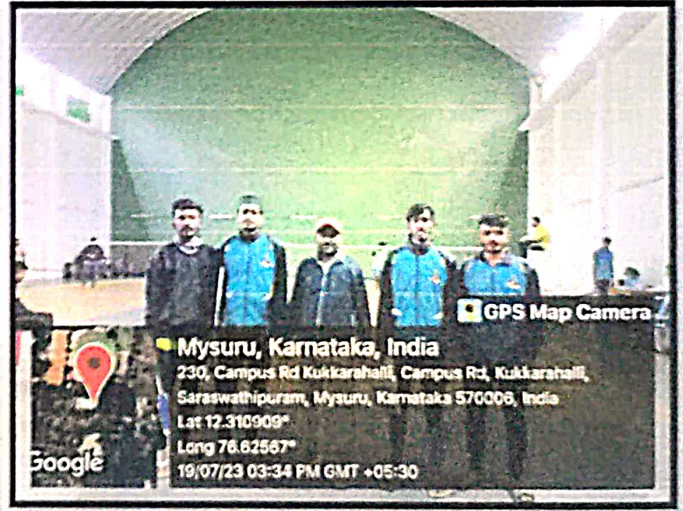 GPS Map Camera
Mysuru, Karnataka, India
230, Campus Rd Kukkarahalli, Campus Rd, Kukkarahalli,
Saraswathipuram, Mysuru, Karnataka 570006, India
Lat 12.310909°
Long 76.62567°
19/07/23 03:34 PM GMT +05:30
Google